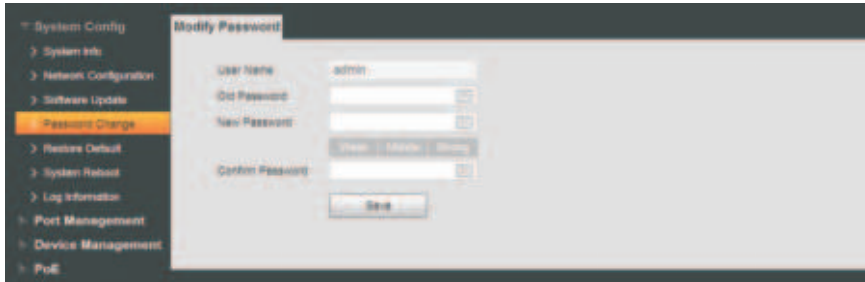 System Config
System Info
Network Configuration
Software Update
Password Change
Restore Default
System Reboot
Log Information
Port Management
Device Management
PoE
Modify Password
User Name admin
Old Password
New Password
Weak Middle Strong
Confirm Password
Save